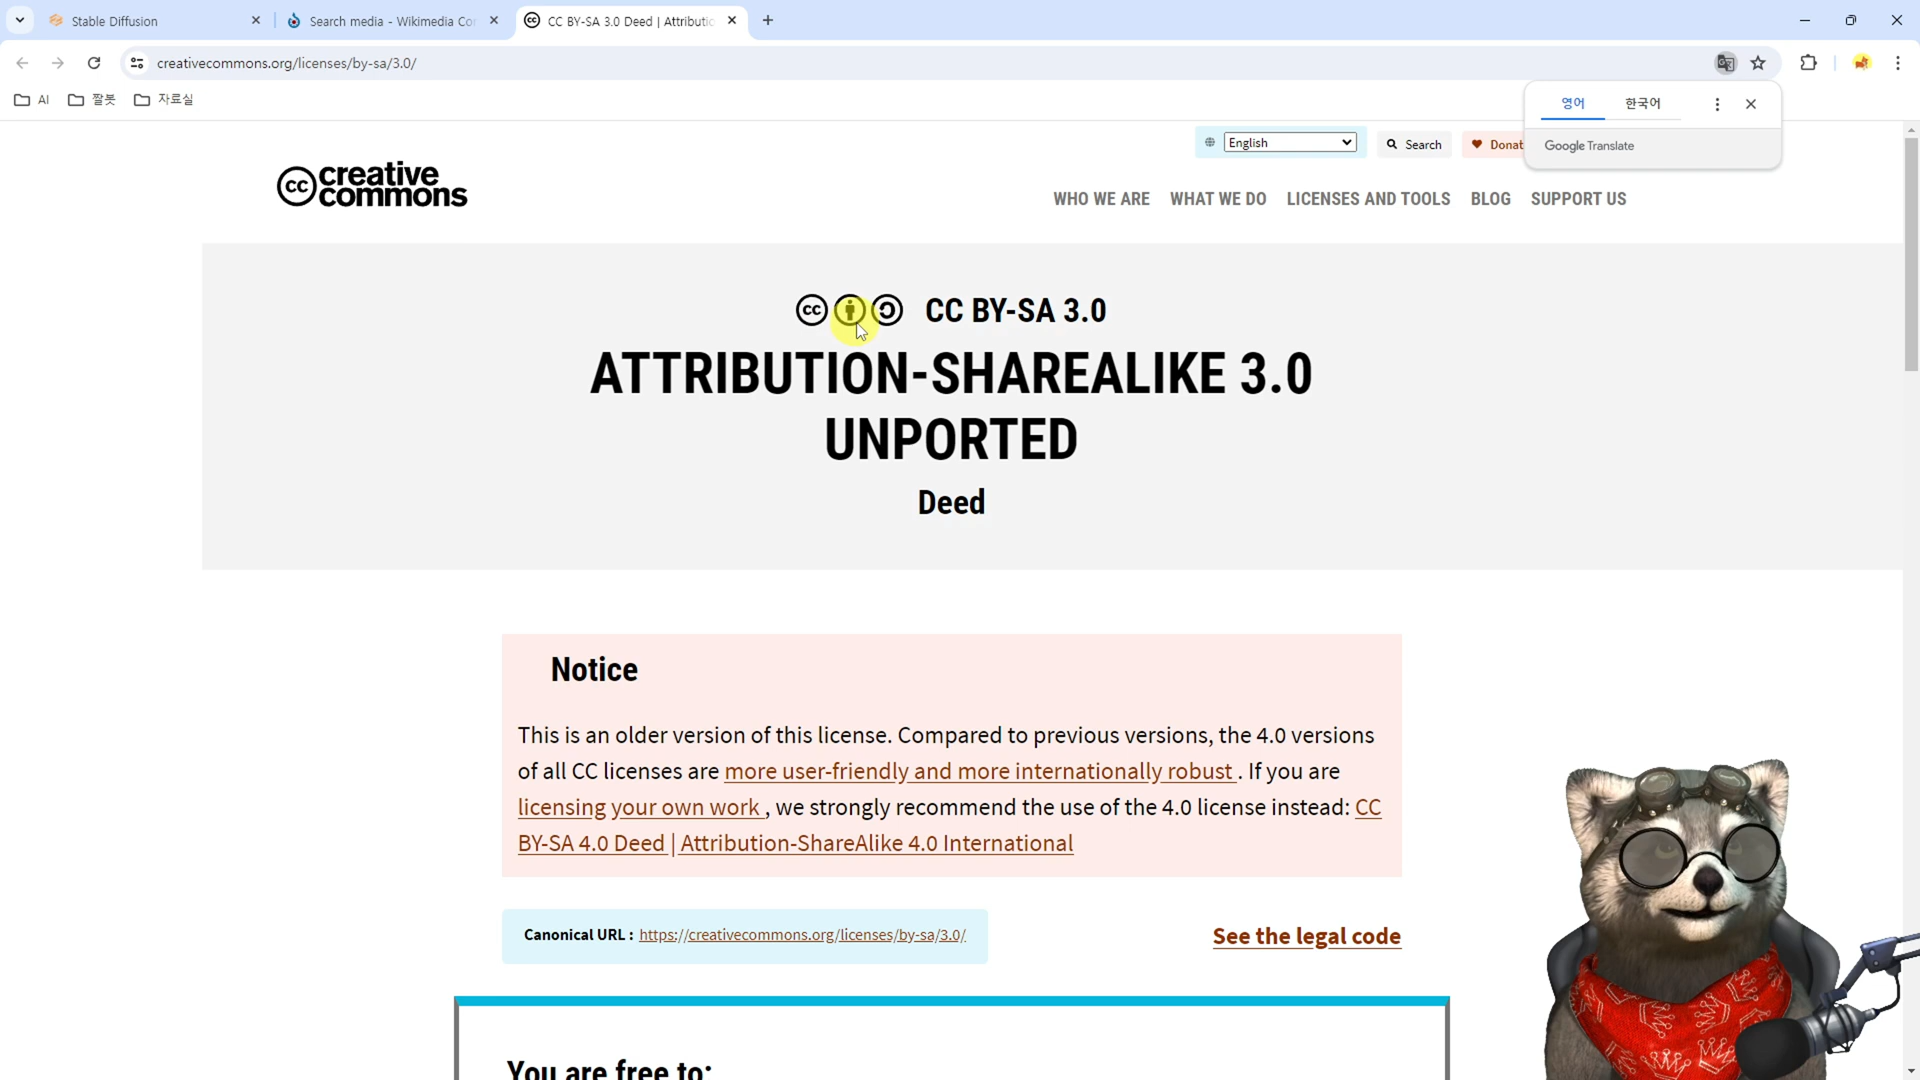 Stable Diffusion
Search media - Wikimedia Co
CC BY-SA 3.0 Deed | Attributio
creativecommons.org/licenses/by-sa/3.0/
AI
짤봇
자료실
영어
한국어
Google Translate
English
Search
Donat
creative
commons
WHO WE ARE
WHAT WE DO
LICENSES AND TOOLS
BLOG
SUPPORT US
CC BY-SA 3.0
ATTRIBUTION-SHAREALIKE 3.0
UNPORTED
Deed
Notice
This is an older version of this license. Compared to previous versions, the 4.0 versions
of all CC licenses are more user-friendly and more internationally robust . If you are
licensing your own work , we strongly recommend the use of the 4.0 license instead: CC
BY-SA 4.0 Deed | Attribution-ShareAlike 4.0 International
Canonical URL : https://creativecommons.org/licenses/by-sa/3.0/
See the legal code
You are free to: